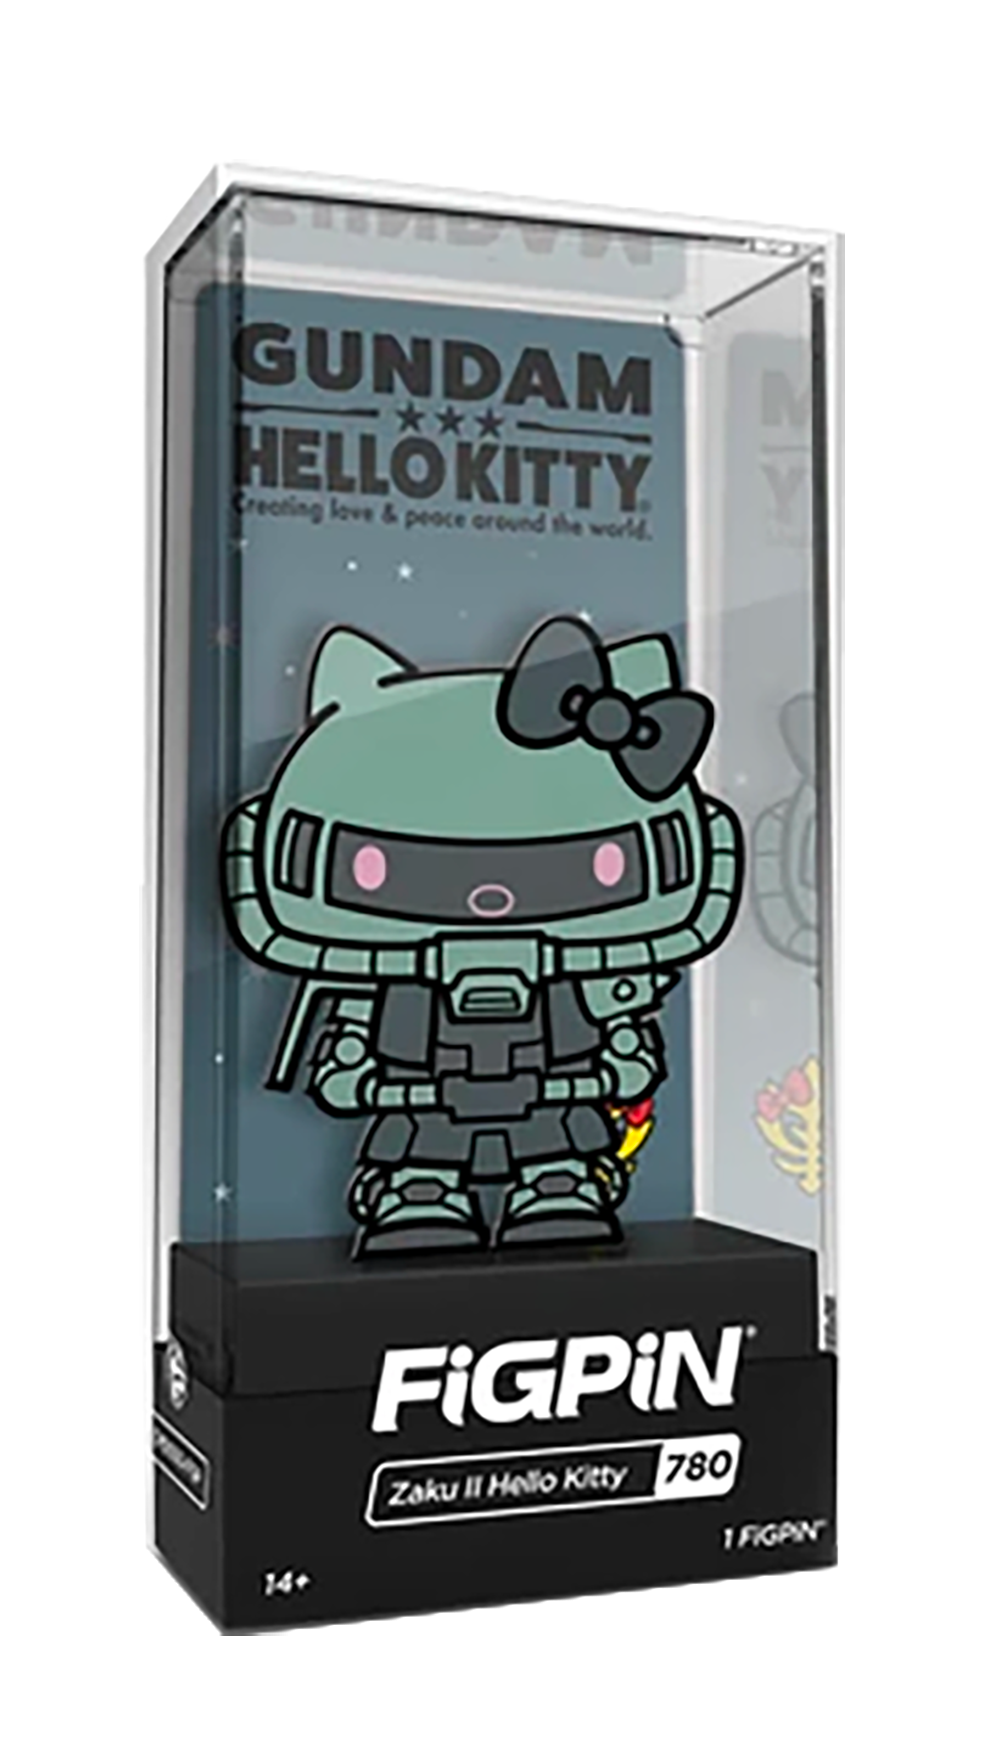 GUNDAM
HELLO KITTY
Creating love & peace around the world.
FiGPiN
Zaku II Hello Kitty 780
1 FiGPiN
14+